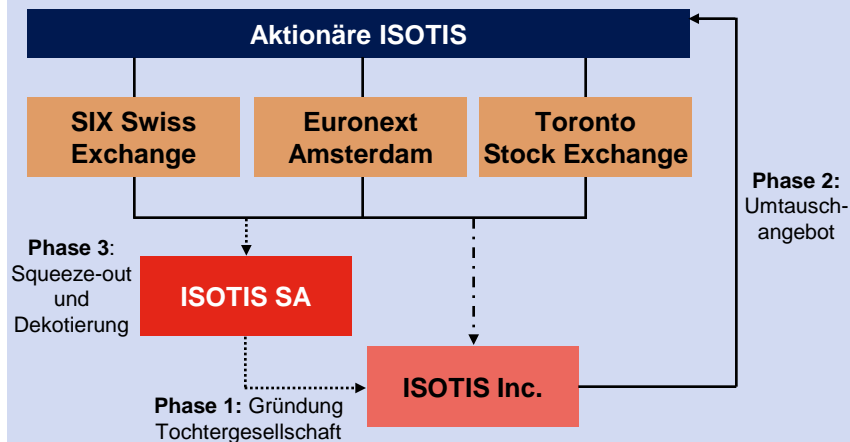 Aktionäre ISOTIS
SIX Swiss
Exchange
Euronext
Amsterdam
Toronto
Stock Exchange
Phase 2:
Umtausch-
angebot
Phase 3:
Squeeze-out
und
Dekotierung
ISOTIS SA
ISOTIS Inc.
Phase 1: Gründung
Tochtergesellschaft